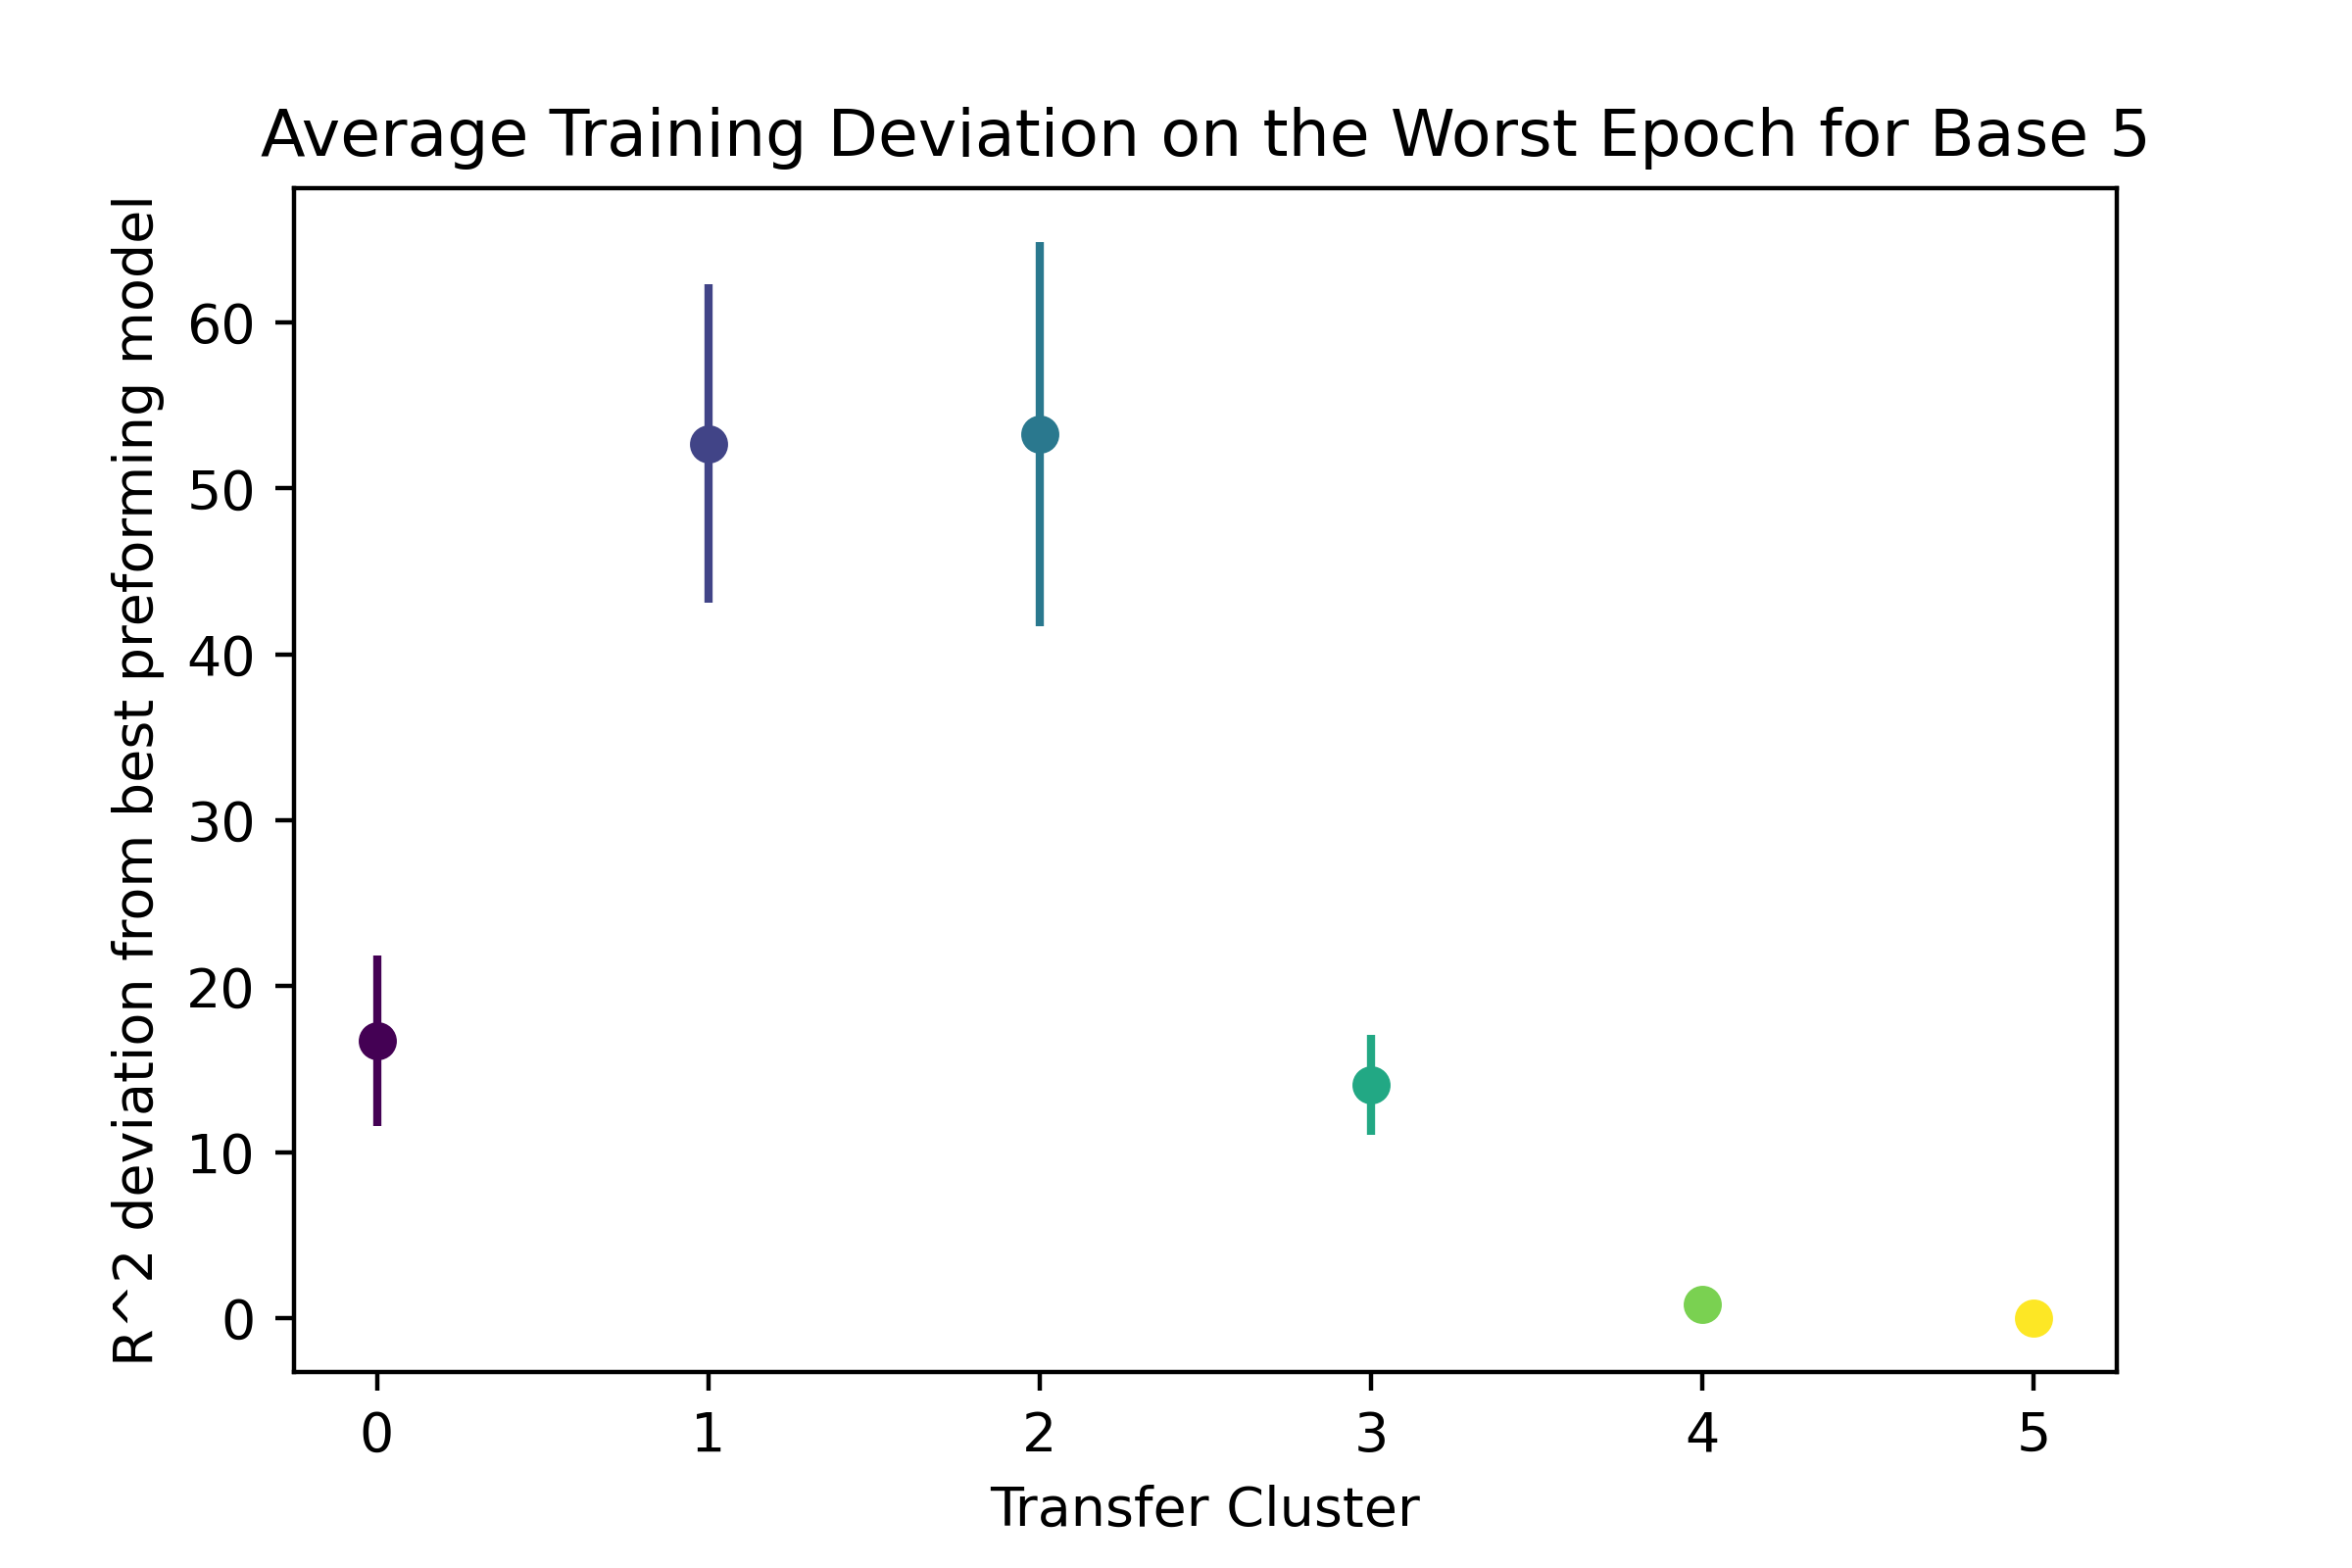 Average Training Deviation on the Worst Epoch for Base 5
R^2 deviation from best preforming model
60
50
40
30
20
10
0
0 1 2 3 4 5
Transfer Cluster